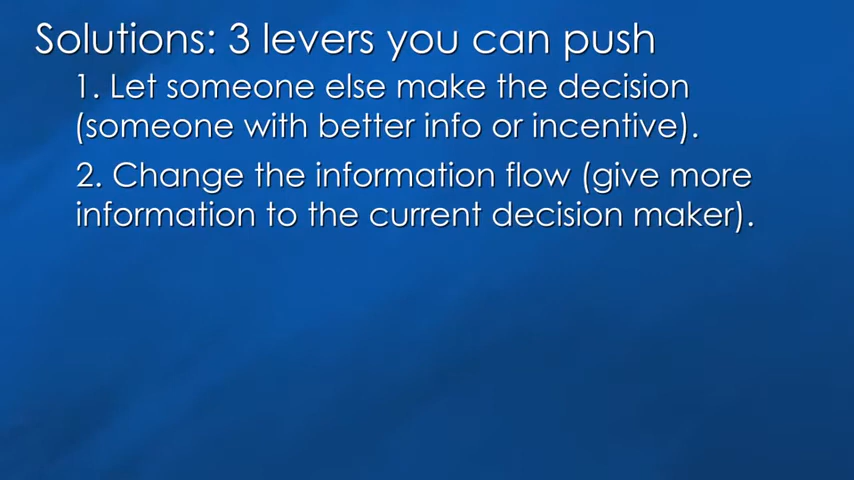 Solutions: 3 levers you can push
1. Let someone else make the decision
(someone with better info or incentive).
2. Change the information flow (give more
information to the current decision maker).